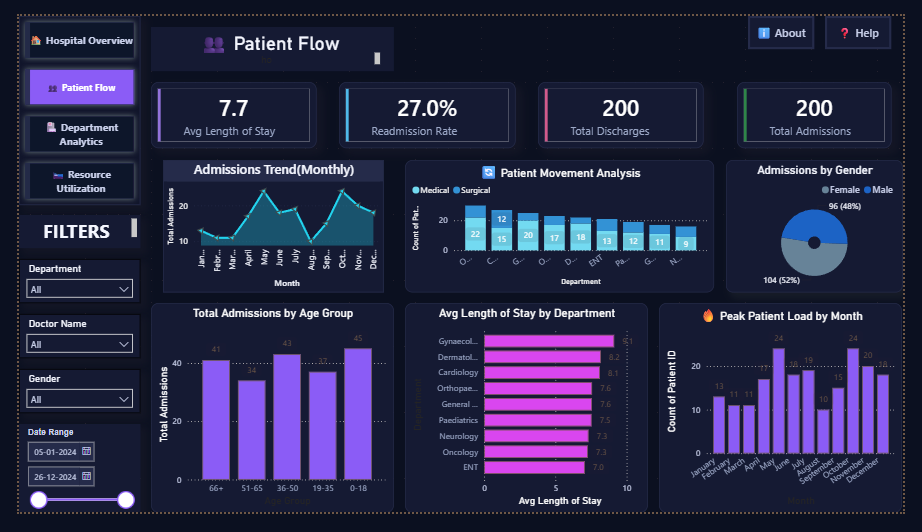 🏠 Hospital Overview
👥 Patient Flow
Department
Analytics
Resource
Utilization
FILTERS
Department
All
Doctor Name
All
Gender
All
Date Range
05-01-2024
26-12-2024
Patient Flow
About
Help
7.7
Avg Length of Stay
27.0%
Readmission Rate
200
Total Discharges
200
Total Admissions
Admissions Trend(Monthly)
Total Admissions
20
10
Jan...
Feb...
Mar...
April
May
June
July
Aug...
Sep...
Oct...
Nov...
Dec...
Month
Patient Movement Analysis
Medical Surgical
Count of Pat...
20
0
12
22 15 20 17 18 13 12 11 9
O... C... G... O... D... ENT Pa... G... N...
Department
Admissions by Gender
Female Male
96 (48%)
104 (52%)
Total Admissions by Age Group
Total Admissions
40
20
0
41 34 43 37 45
66+ 51-65 36-50 19-35 0-18
Age Group
Avg Length of Stay by Department
Department
Gynaecol... 9.1
Dermatol... 8.2
Cardiology 8.1
Orthopae... 7.6
General ... 7.6
Paediatrics 7.5
Neurology 7.3
Oncology 7.3
ENT 7.0
0 5 10
Avg Length of Stay
🔥 Peak Patient Load by Month
Count of Patient ID
20
10
0
13 11 11 17 24 18 19 10 15 24 20 18
January
February
March
April
May
June
July
August
September
October
November
December
Month